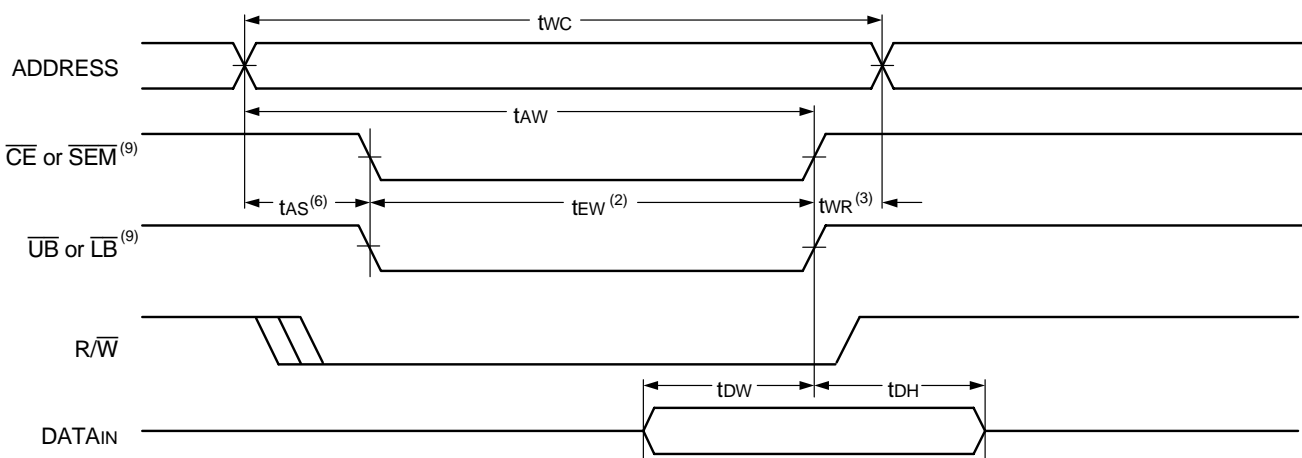 tWC
ADDRESS
tAW
CE or SEM (9)
tAS(6)
tEW (2)
tWR(3)
UB or LB (9)
R/W
tDW
tDH
DATAIN